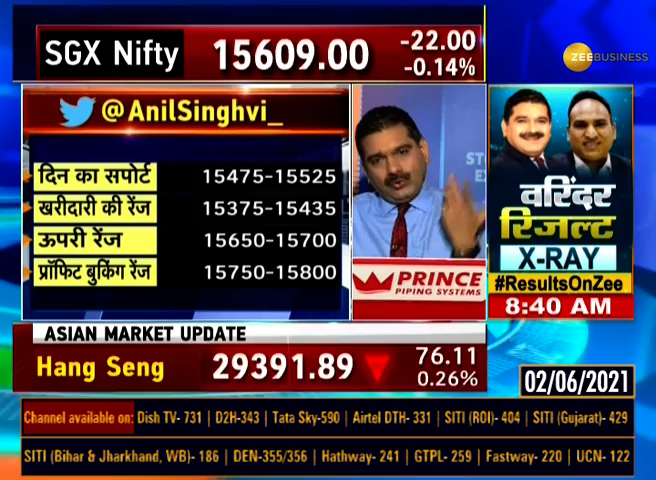 SGX Nifty 15609.00 -22.00
-0.14%
ZEEBUSINESS
@AnilSinghvi_
दिन का सपोर्ट 15475-15525
खरीदारी की रेंज 15375-15435
ऊपरी रेंज 15650-15700
प्रॉफिट बुकिंग रेंज 15750-15800
PRINCE
PIPING SYSTEMS
वरिंदर
रिजल्ट
X-RAY
#ResultsOnZee
8:40 AM
ASIAN MARKET UPDATE
Hang Seng 29391.89 76.11
0.26%
02/06/2021
Channel available on: Dish TV- 731 | D2H-343 | Tata Sky-590 | Airtel DTH- 331 | SITI (ROI)- 404 | SITI (Gujarat)- 429
SITI (Bihar & Jharkhand, WB)- 186 | DEN-355/356 | Hathway- 241 | GTPL- 259 | Fastway- 220 | UCN- 122